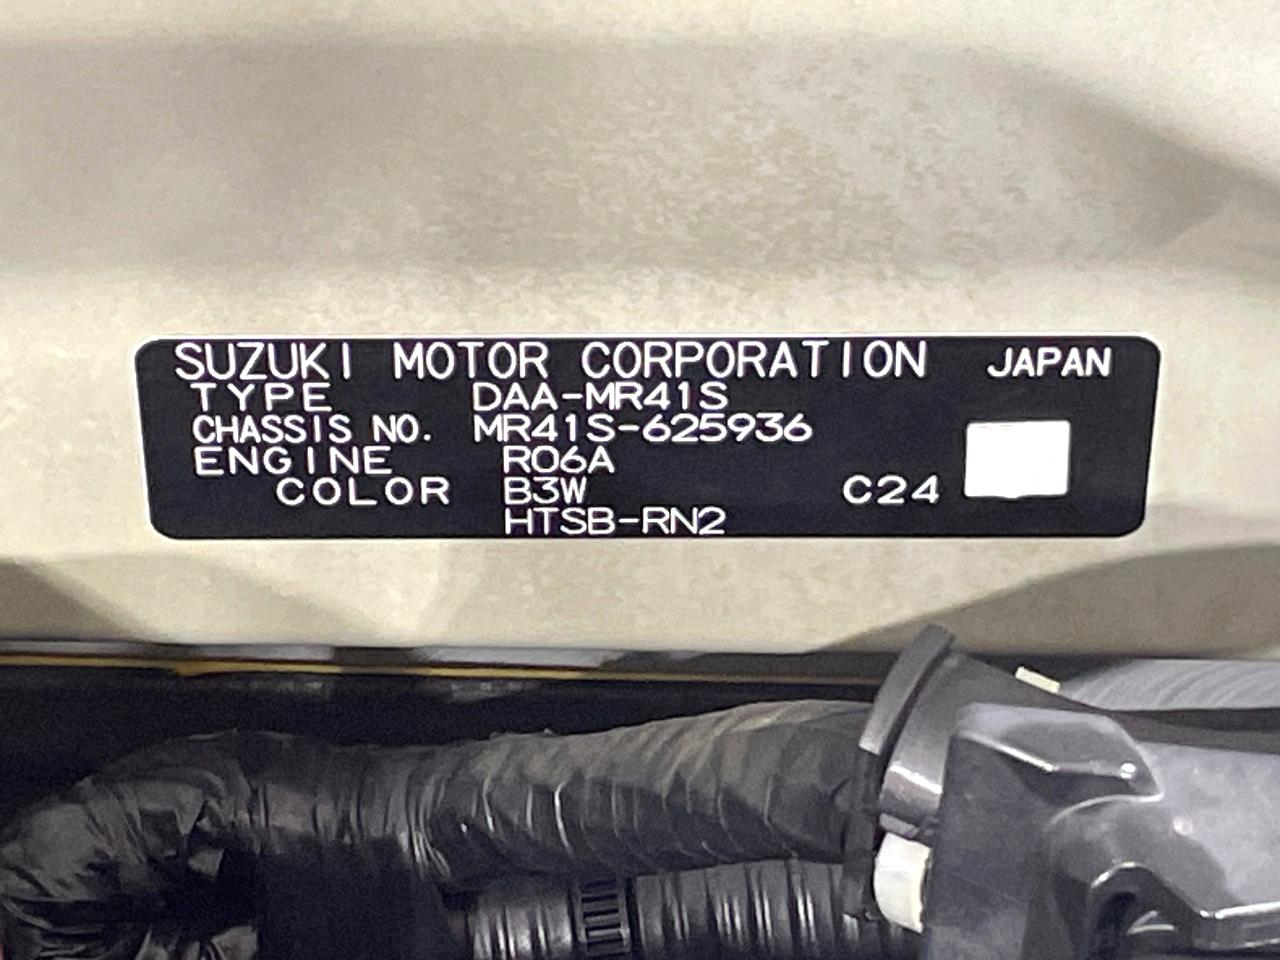 SUZUKI MOTOR CORPORATION JAPAN
TYPE DAA-MR41S
CHASSIS NO. MR41S-625936
ENGINE R06A
COLOR B3W C24
HTSB-RN2